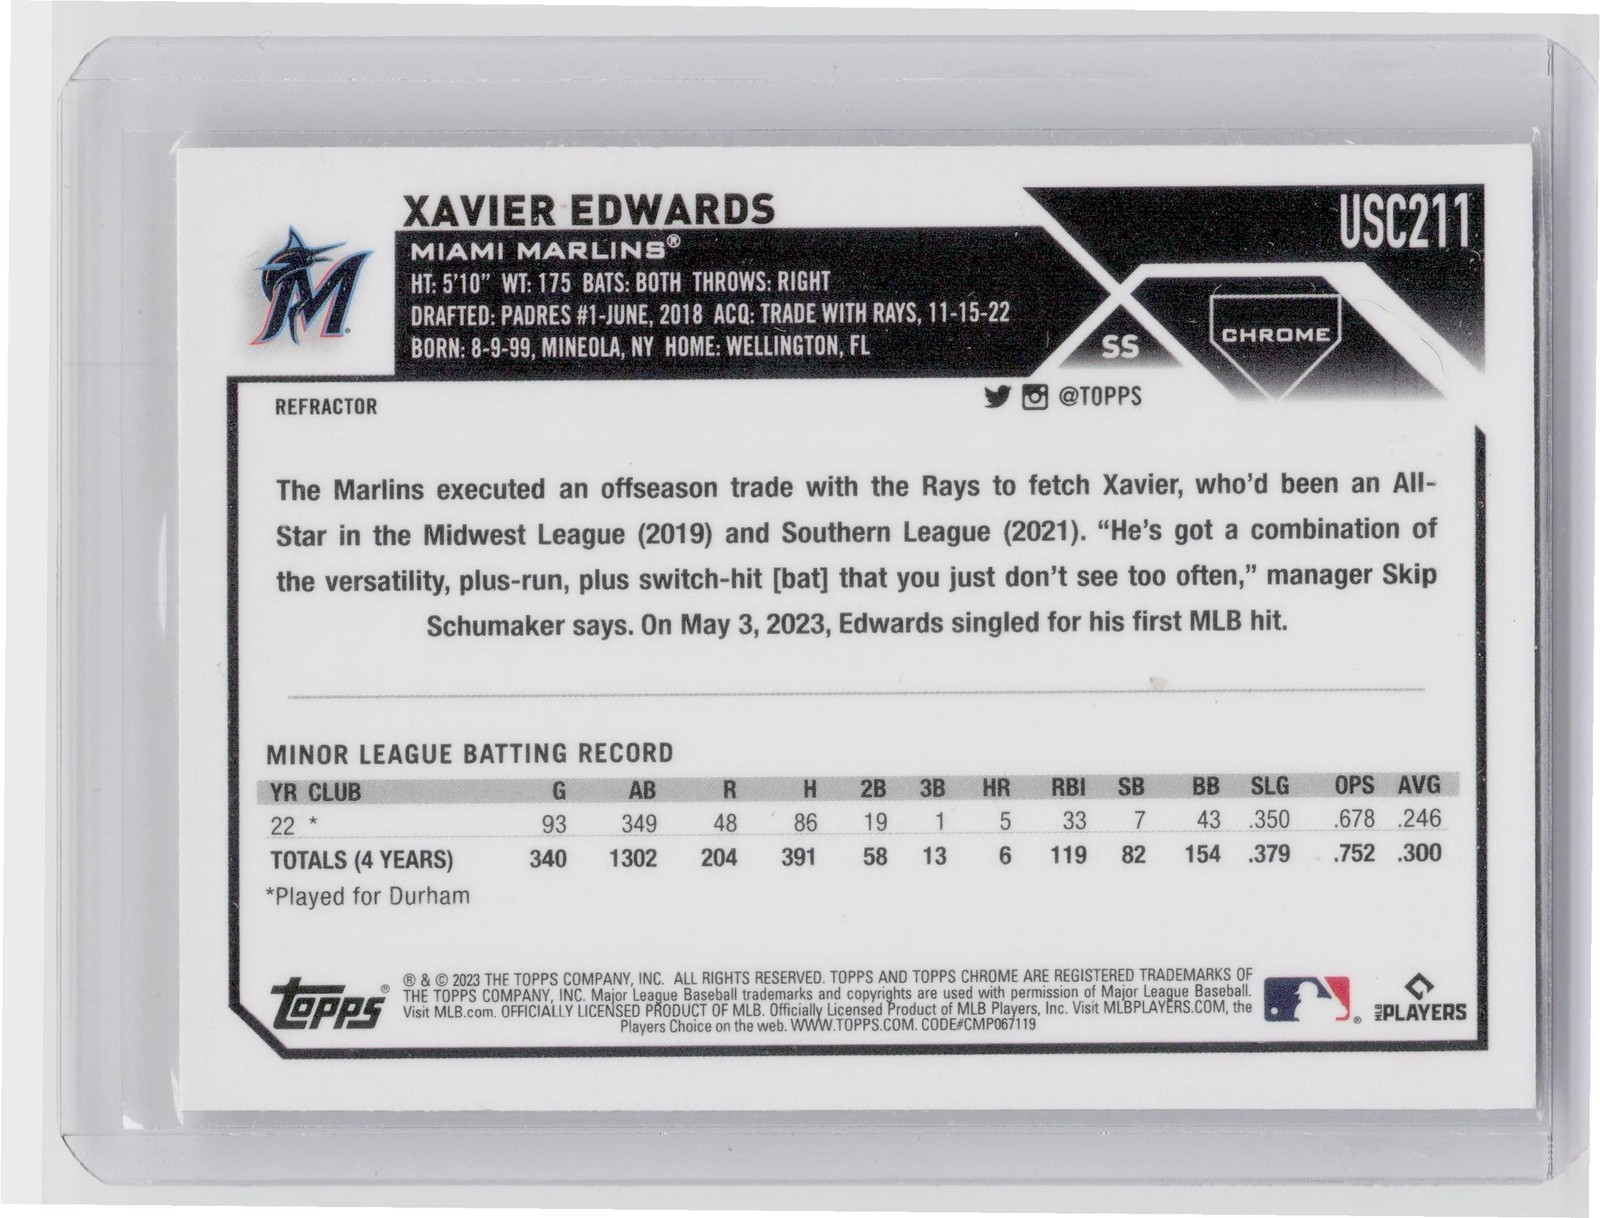 XAVIER EDWARDS
USC211
MIAMI MARLINS®
HT: 5'10" WT: 175 BATS: BOTH THROWS: RIGHT
DRAFTED: PADRES #1-JUNE, 2018 ACQ: TRADE WITH RAYS, 11-15-22
BORN: 8-9-99, MINEOLA, NY HOME: WELLINGTON, FL
SS
CHROME
M
REFRACTOR
@TOPPS
The Marlins executed an offseason trade with the Rays to fetch Xavier, who'd been an All-
Star in the Midwest League (2019) and Southern League (2021). "He's got a combination of
the versatility, plus-run, plus switch-hit [bat] that you just don't see too often," manager Skip
Schumaker says. On May 3, 2023, Edwards singled for his first MLB hit.
MINOR LEAGUE BATTING RECORD
YR CLUB G AB R H 2B 3B HR RBI SB BB SLG OPS AVG
22 * 93 349 48 86 19 1 5 33 7 43 .350 .678 .246
TOTALS (4 YEARS) 340 1302 204 391 58 13 6 119 82 154 .379 .752 .300
*Played for Durham
topps®
® & © 2023 THE TOPPS COMPANY, INC. ALL RIGHTS RESERVED. TOPPS AND TOPPS CHROME ARE REGISTERED TRADEMARKS OF
THE TOPPS COMPANY, INC. Major League Baseball trademarks and copyrights are used with permission of Major League Baseball.
Visit MLB.com. OFFICIALLY LICENSED PRODUCT OF MLB. Officially Licensed Product of MLB Players, Inc. Visit MLBPLAYERS.COM, the
Players Choice on the web. WWW.TOPPS.COM. CODE#CMP067119
®
MLB PLAYERS